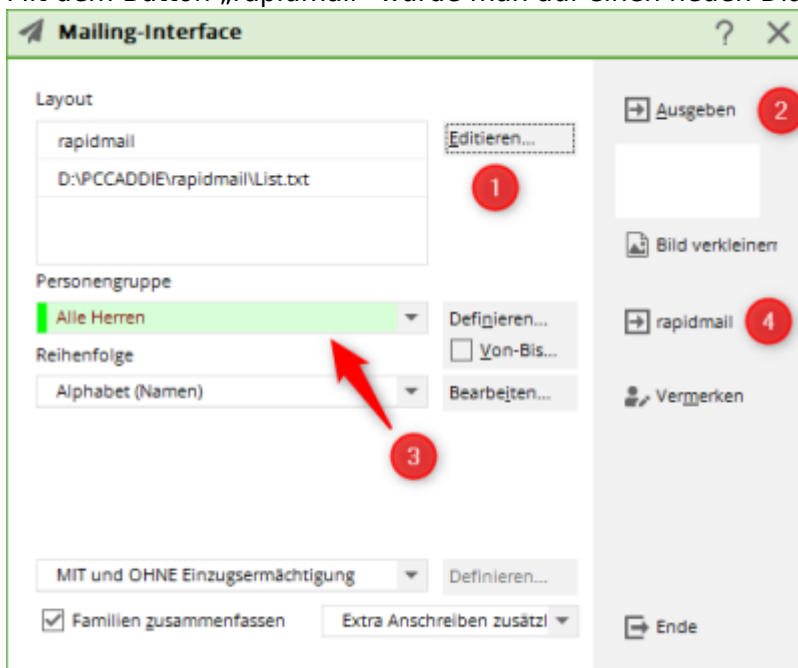 Mailing-Interface
?
Layout
rapidmail
D:\PCCADDIE\rapidmail\List.txt
Editieren...
1
Ausgeben
2
Bild verkleinern
Personengruppe
Alle Herren
Definieren...
Von-Bis...
rapidmail
4
Reihenfolge
Alphabet (Namen)
Bearbeiten...
Vermerken
3
MIT und OHNE Einzugsermächtigung
Definieren...
Familien zusammenfassen
Extra Anschreiben zusätzl
Ende